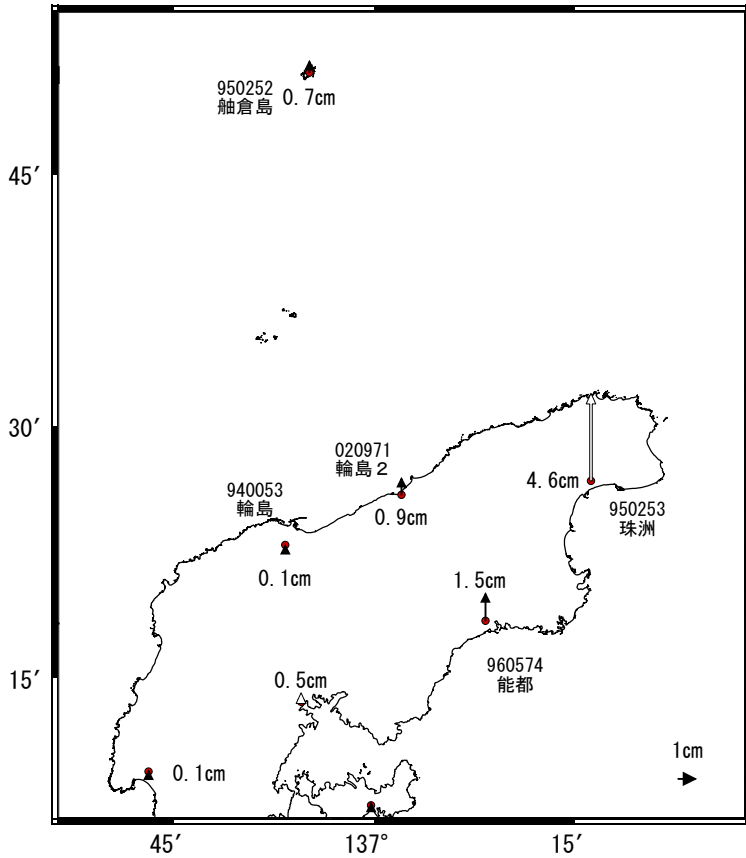 950252
舳倉島
0.7cm
45′
30′
020971
輪島２
940053
輪島
0.9cm
4.6cm
950253
珠洲
0.1cm
1.5cm
960574
能都
15′
0.5cm
0.1cm
1cm
45′
137°
15′